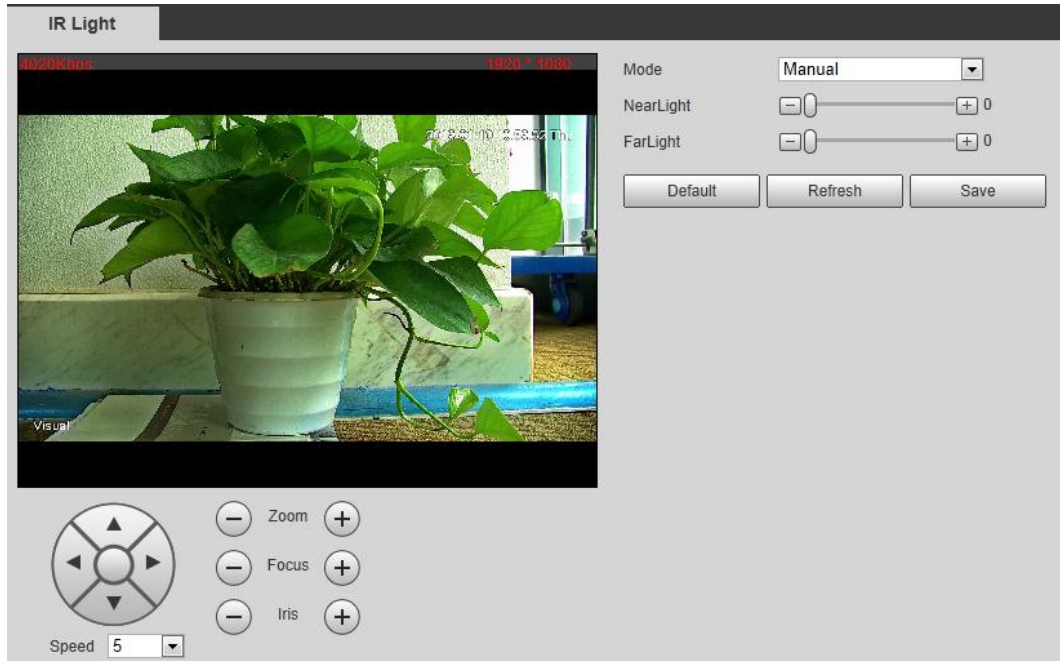 IR Light
4020Kbps 1920 * 1080
Mode Manual
NearLight 0
FarLight 0
Default Refresh Save
Visual
Zoom
Focus
Iris
Speed 5